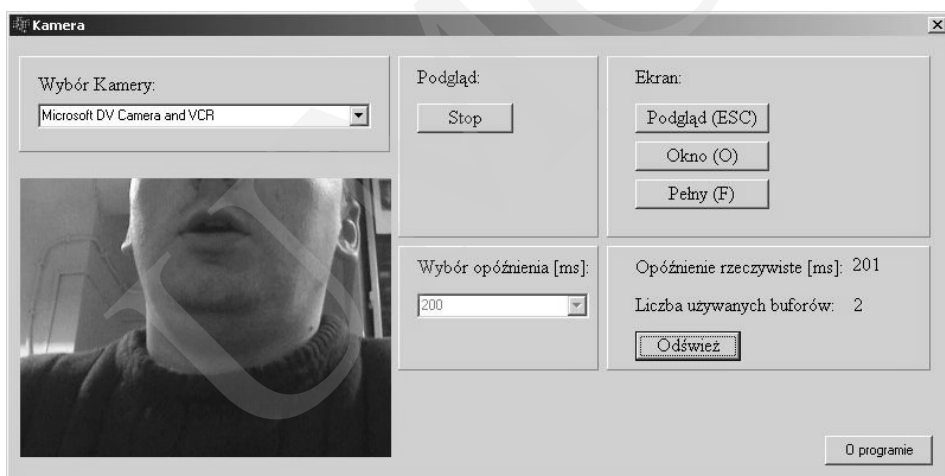 Kamera
Wybór Kamery:
Microsoft DV Camera and VCR
Podgląd:
Stop
Ekran:
Podgląd (ESC)
Okno (O)
Pełny (F)
Wybór opóźnienia [ms]:
200
Opóźnienie rzeczywiste [ms]: 201
Liczba używanych buforów: 2
Odśwież
O programie